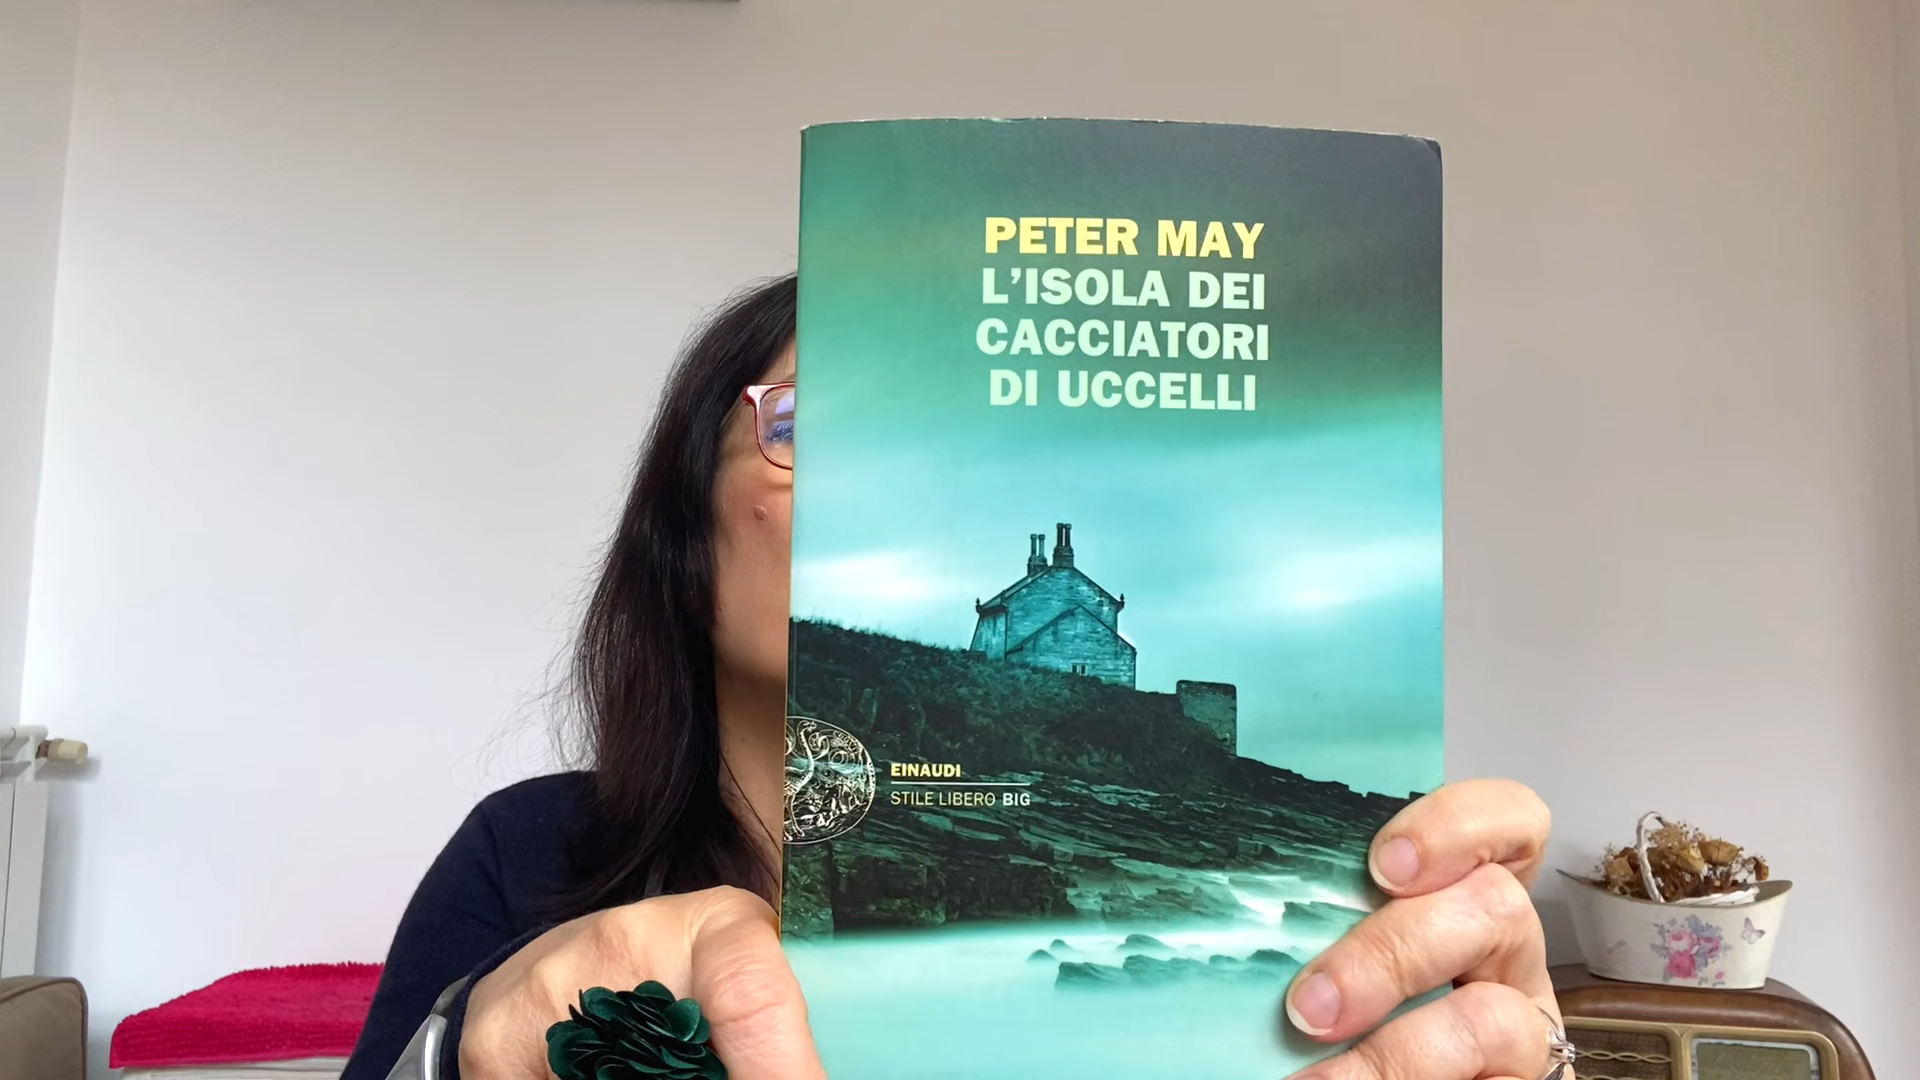 PETER MAY
L’ISOLA DEI
CACCIATORI
DI UCCELLI
EINAUDI
STILE LIBERO BIG